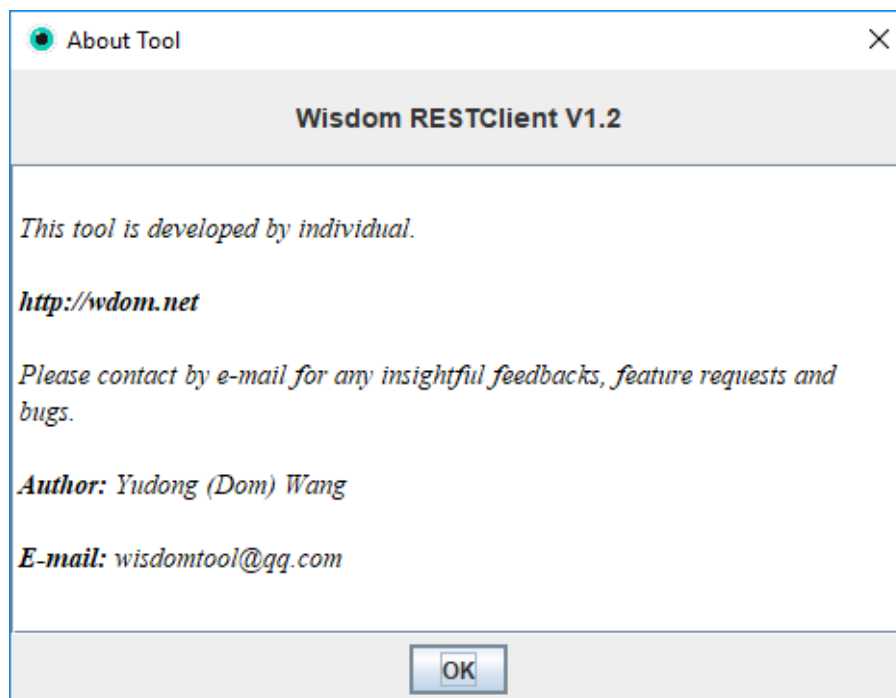 About Tool
Wisdom RESTClient V1.2
This tool is developed by individual.
http://wdom.net
Please contact by e-mail for any insightful feedbacks, feature requests and
bugs.
Author: Yudong (Dom) Wang
E-mail: wisdomtool@qq.com
OK